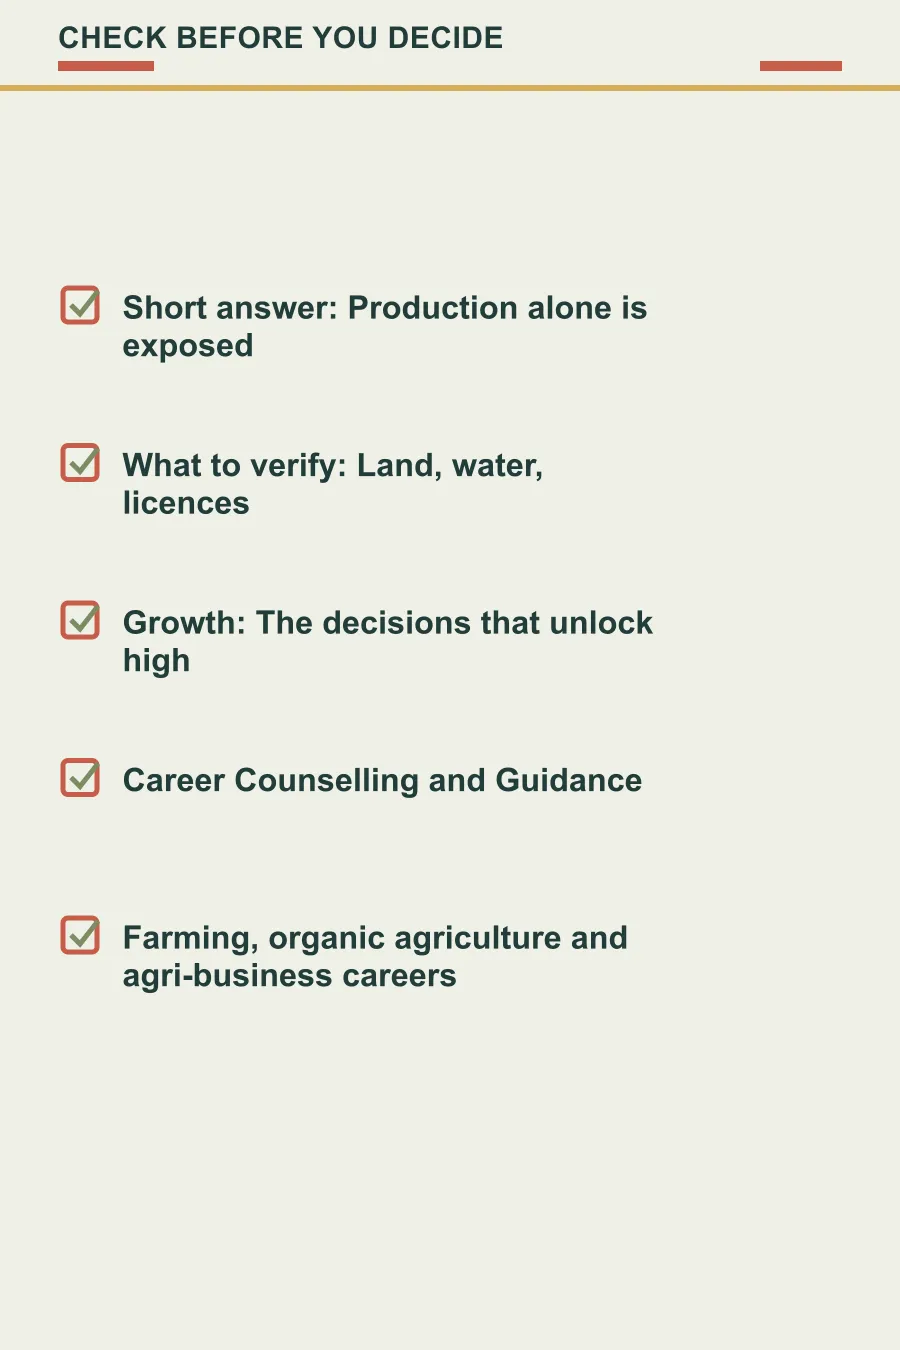 CHECK BEFORE YOU DECIDE
Short answer: Production alone is
exposed
What to verify: Land, water,
licences
Growth: The decisions that unlock
high
Career Counselling and Guidance
Farming, organic agriculture and
agri-business careers